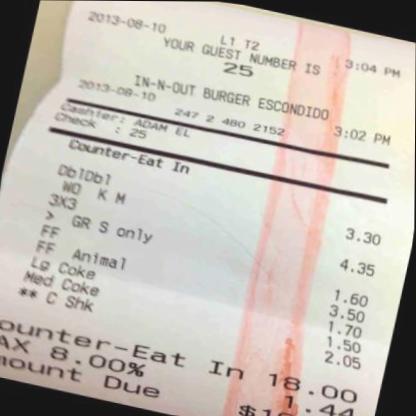 2013-08-10 L1 T2 3:04 PM
YOUR GUEST NUMBER IS
25
IN-N-OUT BURGER ESCONDIDO
2013-08-10 247 2 480 2152 3:02 PM
Cashier: ADAM EL
Check : 25
Counter-Eat In
DblDbl 3.30
WO K M
3X3 4.35
> GR S only
FF 1.60
FF Animal 3.50
Lg Coke 1.70
Med Coke 1.50
** C Shk 2.05
ounter-Eat In 18.00
AX 8.00% 1.44
mount Due